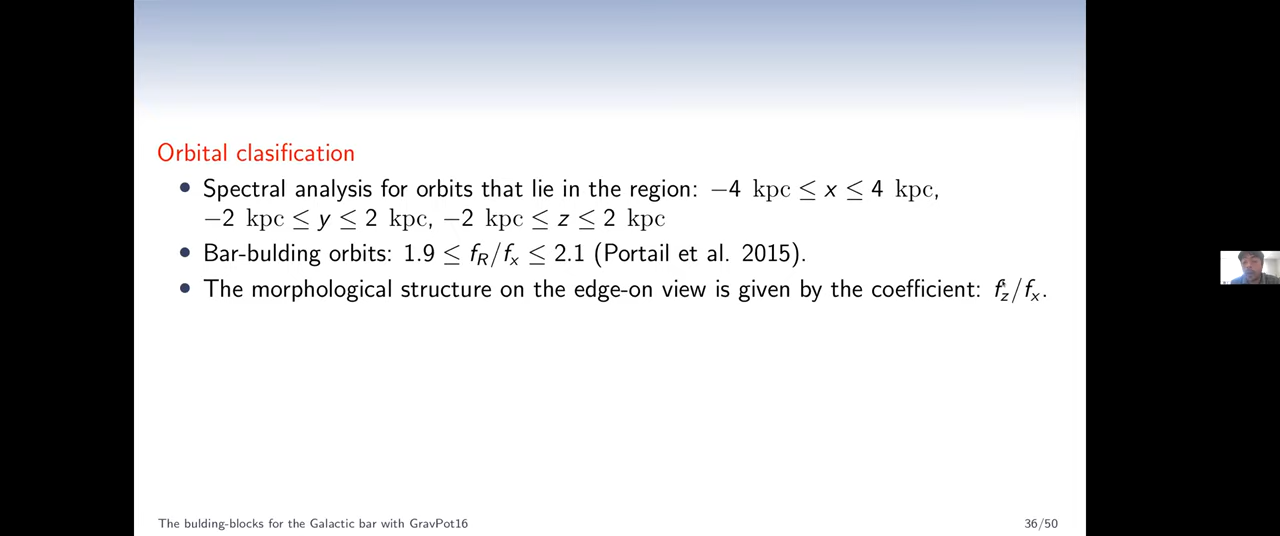 Orbital clasification
• Spectral analysis for orbits that lie in the region: −4 kpc ≤ x ≤ 4 kpc,
−2 kpc ≤ y ≤ 2 kpc, −2 kpc ≤ z ≤ 2 kpc
• Bar-bulding orbits: 1.9 ≤ f_R/f_x ≤ 2.1 (Portail et al. 2015).
• The morphological structure on the edge-on view is given by the coefficient: f_z/f_x.
The bulding-blocks for the Galactic bar with GravPot16
36/50